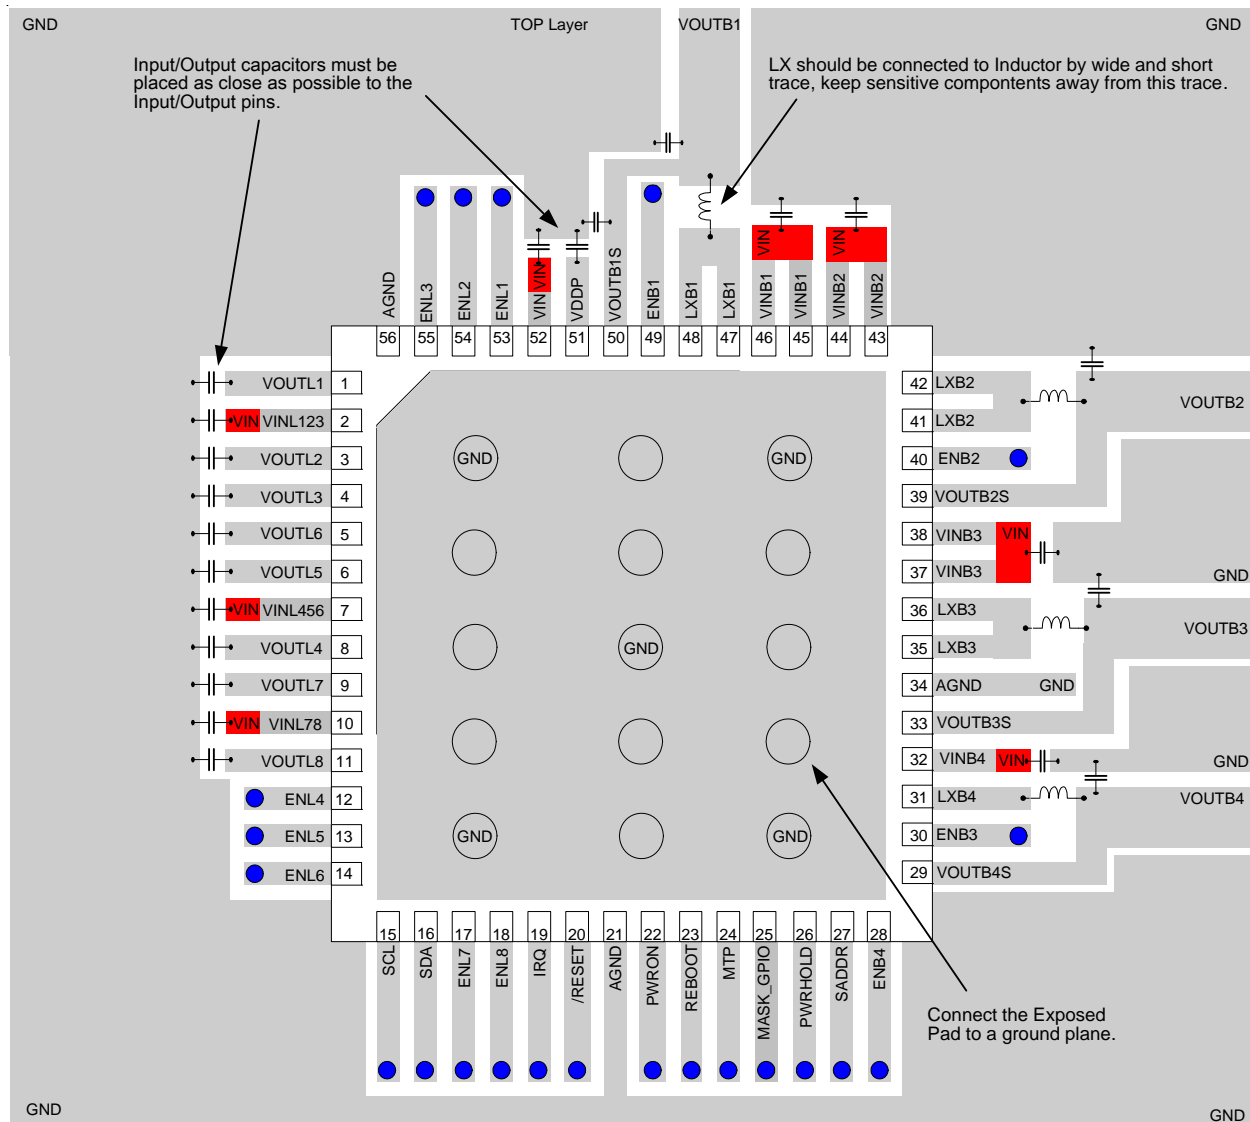 GND
TOP Layer
VOUTB1
GND
Input/Output capacitors must be
placed as close as possible to the
Input/Output pins.
LX should be connected to Inductor by wide and short
trace, keep sensitive compontents away from this trace.
AGND
ENL3
ENL2
ENL1
VIN VIN
VDDP
VOUTB1S
ENB1
LXB1
LXB1
VIN
VINB1
VINB1
VIN
VINB2
VINB2
56 55 54 53 52 51 50 49 48 47 46 45 44 43
VOUTL1 1
VIN VINL123 2
VOUTL2 3
VOUTL3 4
VOUTL6 5
VOUTL5 6
VIN VINL456 7
VOUTL4 8
VOUTL7 9
VIN VINL78 10
VOUTL8 11
ENL4 12
ENL5 13
ENL6 14
GND
GND
GND
GND
GND
42 LXB2
VOUTB2
41 LXB2
40 ENB2
39 VOUTB2S
38 VINB3 VIN
37 VINB3
GND
36 LXB3
VOUTB3
35 LXB3
34 AGND GND
33 VOUTB3S
32 VINB4 VIN
GND
31 LXB4
VOUTB4
30 ENB3
29 VOUTB4S
15 16 17 18 19 20 21 22 23 24 25 26 27 28
SCL
SDA
ENL7
ENL8
IRQ
/RESET
AGND
PWRON
REBOOT
MTP
MASK_GPIO
PWRHOLD
SADDR
ENB4
Connect the Exposed
Pad to a ground plane.
GND
GND